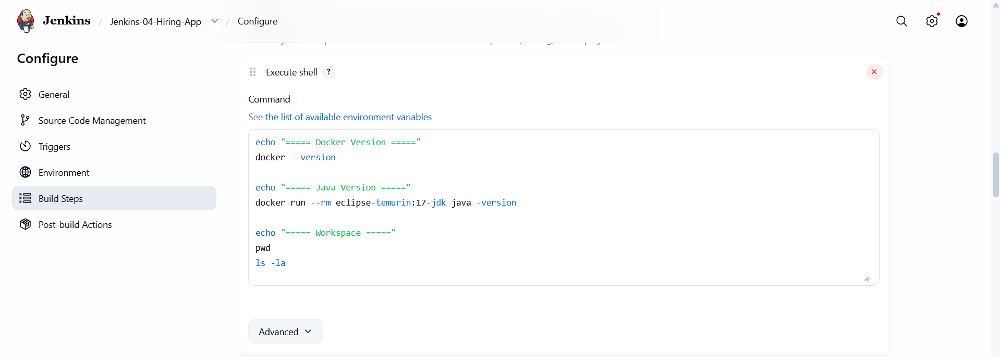 Jenkins / Jenkins-04-Hiring-App / Configure
Configure
General
Source Code Management
Triggers
Environment
Build Steps
Post-build Actions
Execute shell ?
Command
See the list of available environment variables
echo "===== Docker Version ====="
docker --version
echo "===== Java Version ====="
docker run --rm eclipse-temurin:17-jdk java -version
echo "===== Workspace ====="
pwd
ls -la
Advanced